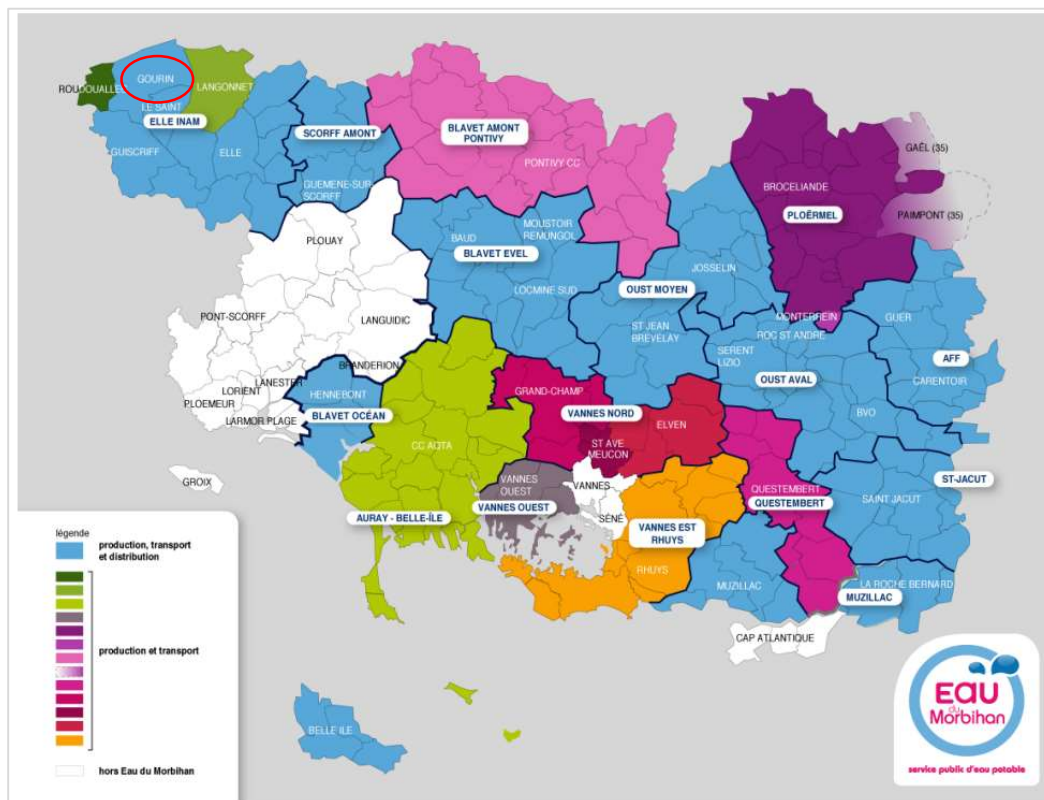 GOURIN
ROUDOUALLEC
LANGONNET
LE SAINT
ELLE INAM
GUISCRIFF
ELLE
SCORFF AMONT
GUEMENE-SUR-
SCORFF
BLAVET AMONT
PONTIVY
PONTIVY CC
GAËL (35)
BROCELIANDE
PLOËRMEL
PAIMPONT (35)
PLOUAY
BAUD
MOUSTOIR
REMUNGOL
BLAVET EVEL
JOSSELIN
LOCMINE SUD
OUST MOYEN
PONT-SCORFF
LANGUIDIC
ST JEAN
BREVELAY
MONTERREIN
GUER
ROC ST ANDRE
SERENT
LIZIO
AFF
OUST AVAL
CARENTOIR
BRANDERION
LANESTER
LORIENT
PLOEMEUR
HENNEBONT
LARMOR PLAGE
BLAVET OCÉAN
GRAND-CHAMP
VANNES NORD
BVO
ELVEN
ST AVE
MEUCON
CC AQTA
GROIX
VANNES
OUEST
VANNES
VANNES OUEST
SÉNÉ
AURAY - BELLE-ÎLE
VANNES EST
RHUYS
RHUYS
QUESTEMBERT
QUESTEMBERT
ST-JACUT
SAINT JACUT
MUZILLAC
LA ROCHE BERNARD
MUZILLAC
CAP ATLANTIQUE
BELLE ILE
légende
production, transport
et distribution
production et transport
hors Eau du Morbihan
EAU
du
Morbihan
service public d'eau potable